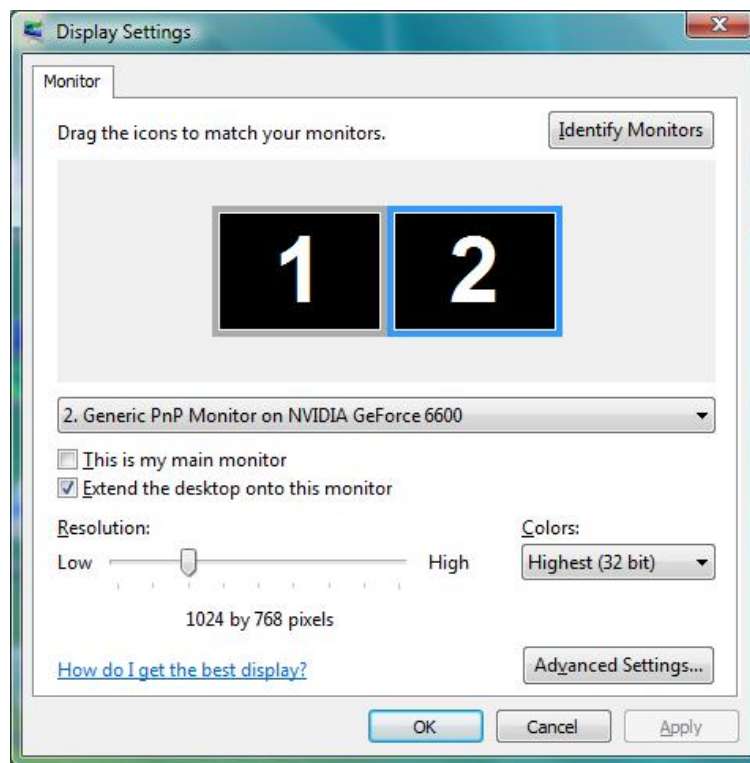 Display Settings
Monitor
Drag the icons to match your monitors.
Identify Monitors
1 2
2. Generic PnP Monitor on NVIDIA GeForce 6600
This is my main monitor
Extend the desktop onto this monitor
Resolution:
Colors:
Low High
Highest (32 bit)
1024 by 768 pixels
How do I get the best display?
Advanced Settings...
OK Cancel Apply